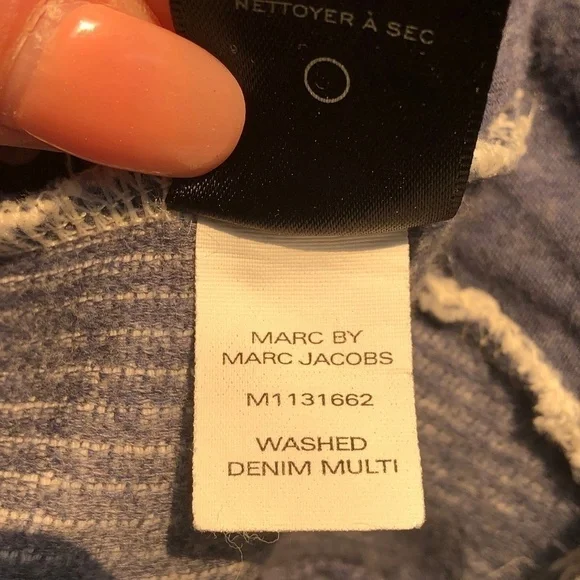 NETTOYER À SEC
MARC BY
MARC JACOBS
M1131662
WASHED
DENIM MULTI